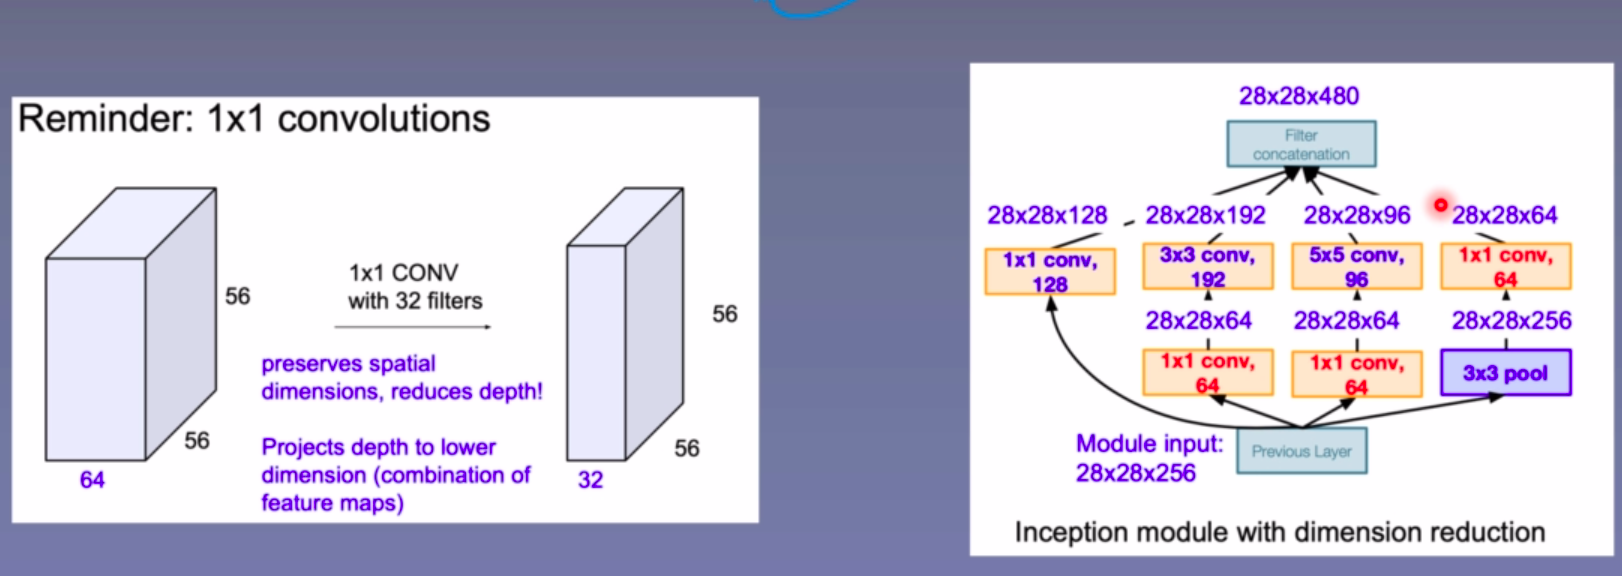 Reminder: 1x1 convolutions
1x1 CONV
with 32 filters
preserves spatial
dimensions, reduces depth!
Projects depth to lower
dimension (combination of
feature maps)
56
56
64
56
56
32
28x28x480
Filter
concatenation
28x28x128
28x28x192
28x28x96
28x28x64
1x1 conv,
128
3x3 conv,
192
5x5 conv,
96
1x1 conv,
64
28x28x64
28x28x64
28x28x256
1x1 conv,
64
1x1 conv,
64
3x3 pool
Module input:
28x28x256
Previous Layer
Inception module with dimension reduction